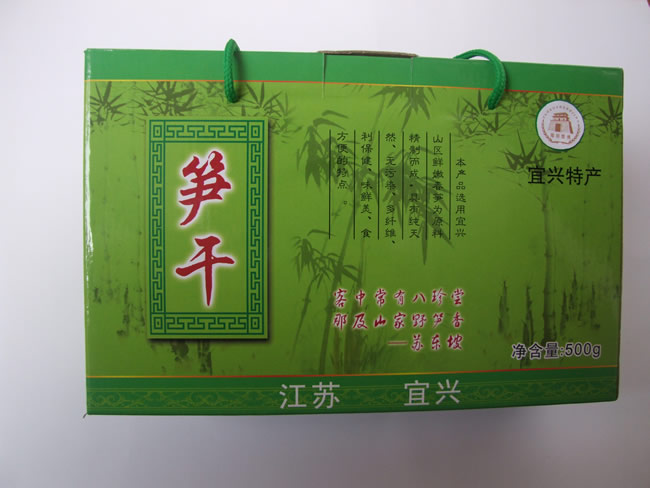 笋干
本产品选用宜兴
山区鲜嫩春笋为原料
精制而成,具有纯天
然、无污染、多纤维、
利保健、味鲜美、食
方便的特点。
宜兴特产
客中常有八珍尝
那及山家野笋香
——苏东坡
净含量:500g
江苏 宜兴